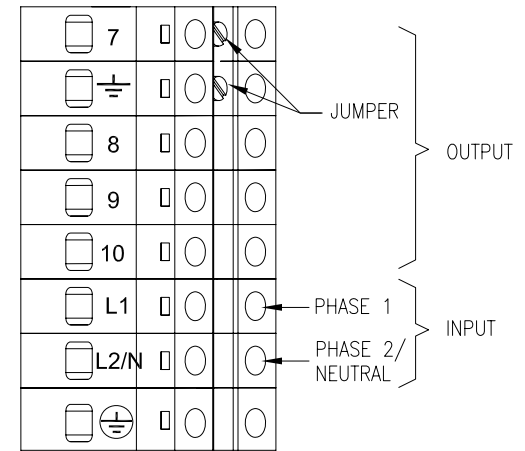 7
JUMPER
8
OUTPUT
9
10
L1
PHASE 1
INPUT
L2/N
PHASE 2/
NEUTRAL